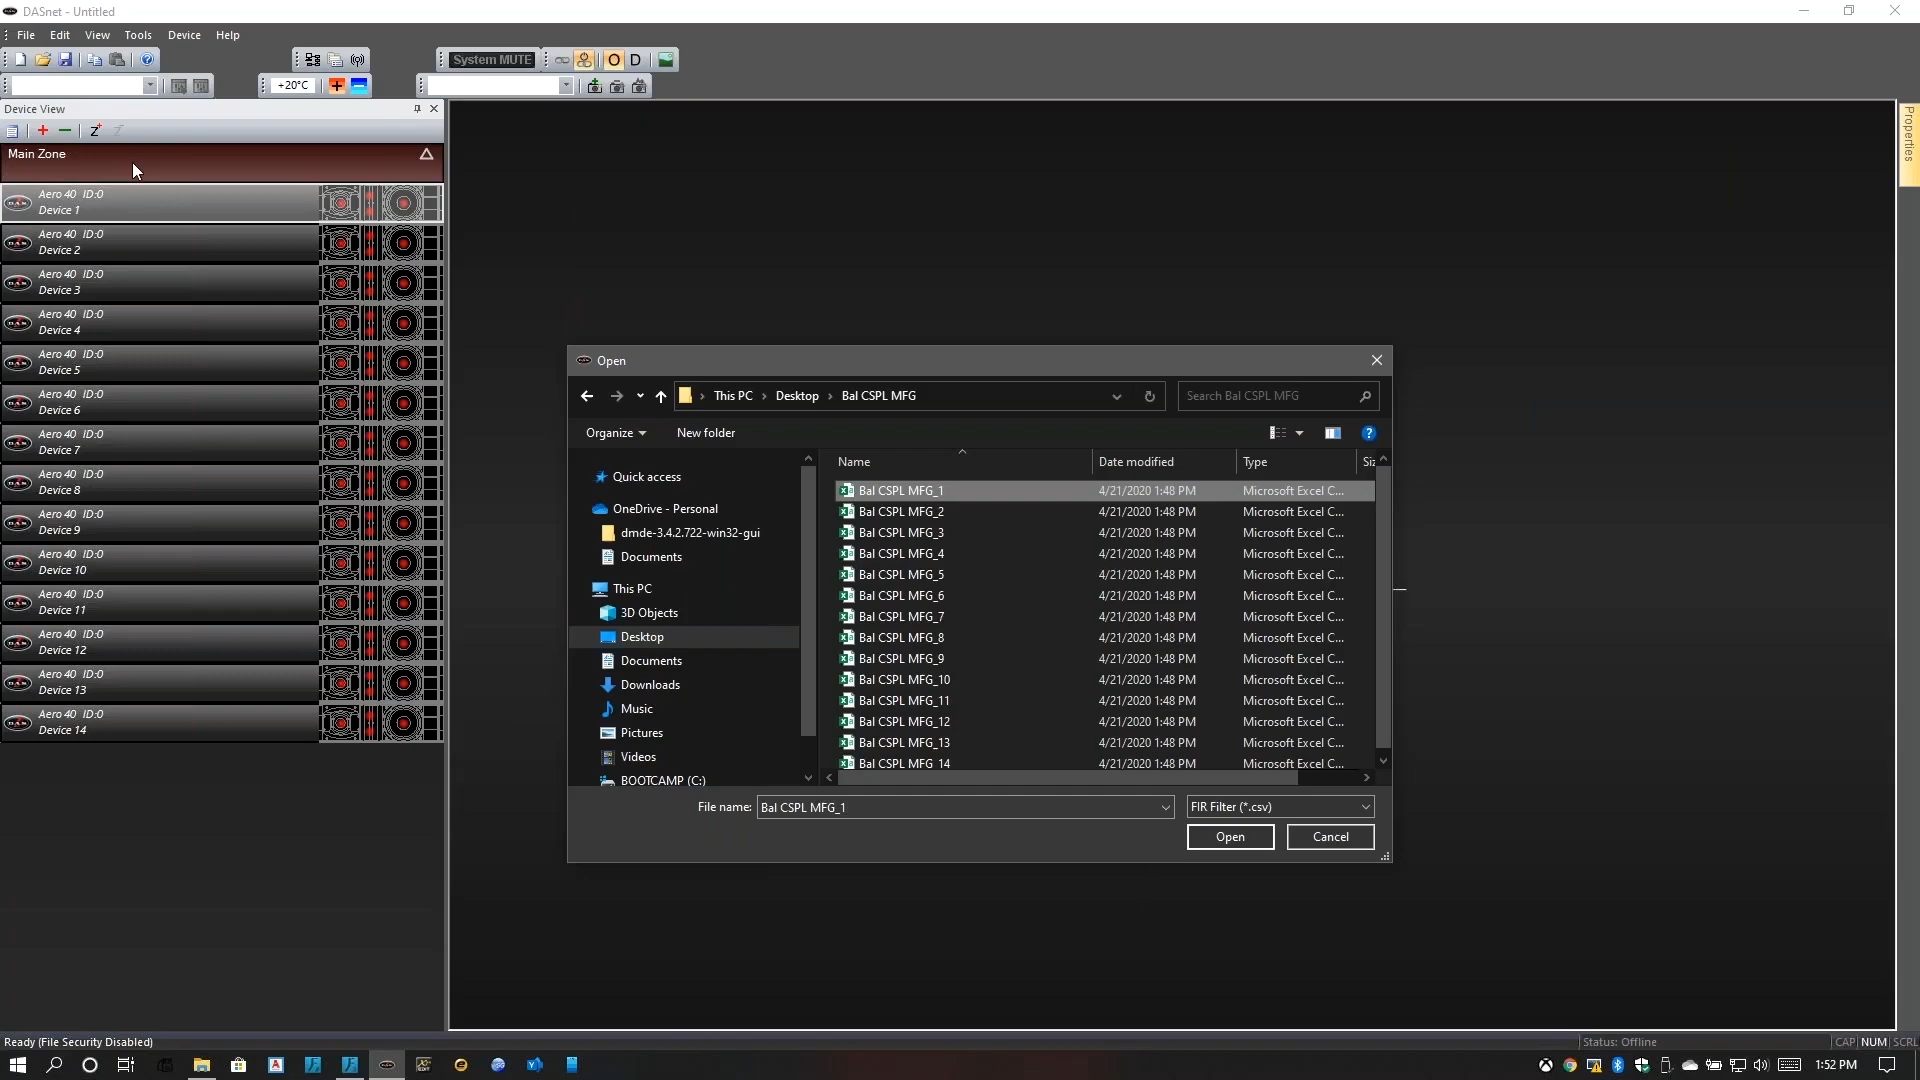 DASnet - Untitled
File Edit View Tools Device Help
System MUTE O D
+20°C
Device View
Main Zone
Aero 40 ID:0
Device 1
Aero 40 ID:0
Device 2
Aero 40 ID:0
Device 3
Aero 40 ID:0
Device 4
Aero 40 ID:0
Device 5
Aero 40 ID:0
Device 6
Aero 40 ID:0
Device 7
Aero 40 ID:0
Device 8
Aero 40 ID:0
Device 9
Aero 40 ID:0
Device 10
Aero 40 ID:0
Device 11
Aero 40 ID:0
Device 12
Aero 40 ID:0
Device 13
Aero 40 ID:0
Device 14
Properties
Open
This PC › Desktop › Bal CSPL MFG
Search Bal CSPL MFG
Organize New folder
Quick access
OneDrive - Personal
dmde-3.4.2.722-win32-gui
Documents
This PC
3D Objects
Desktop
Documents
Downloads
Music
Pictures
Videos
BOOTCAMP (C:)
Name Date modified Type Siz
Bal CSPL MFG_1 4/21/2020 1:48 PM Microsoft Excel C...
Bal CSPL MFG_2 4/21/2020 1:48 PM Microsoft Excel C...
Bal CSPL MFG_3 4/21/2020 1:48 PM Microsoft Excel C...
Bal CSPL MFG_4 4/21/2020 1:48 PM Microsoft Excel C...
Bal CSPL MFG_5 4/21/2020 1:48 PM Microsoft Excel C...
Bal CSPL MFG_6 4/21/2020 1:48 PM Microsoft Excel C...
Bal CSPL MFG_7 4/21/2020 1:48 PM Microsoft Excel C...
Bal CSPL MFG_8 4/21/2020 1:48 PM Microsoft Excel C...
Bal CSPL MFG_9 4/21/2020 1:48 PM Microsoft Excel C...
Bal CSPL MFG_10 4/21/2020 1:48 PM Microsoft Excel C...
Bal CSPL MFG_11 4/21/2020 1:48 PM Microsoft Excel C...
Bal CSPL MFG_12 4/21/2020 1:48 PM Microsoft Excel C...
Bal CSPL MFG_13 4/21/2020 1:48 PM Microsoft Excel C...
Bal CSPL MFG_14 4/21/2020 1:48 PM Microsoft Excel C...
File name: Bal CSPL MFG_1 FIR Filter (*.csv)
Open Cancel
Ready (File Security Disabled)
Status: Offline CAP NUM SCRL
1:52 PM